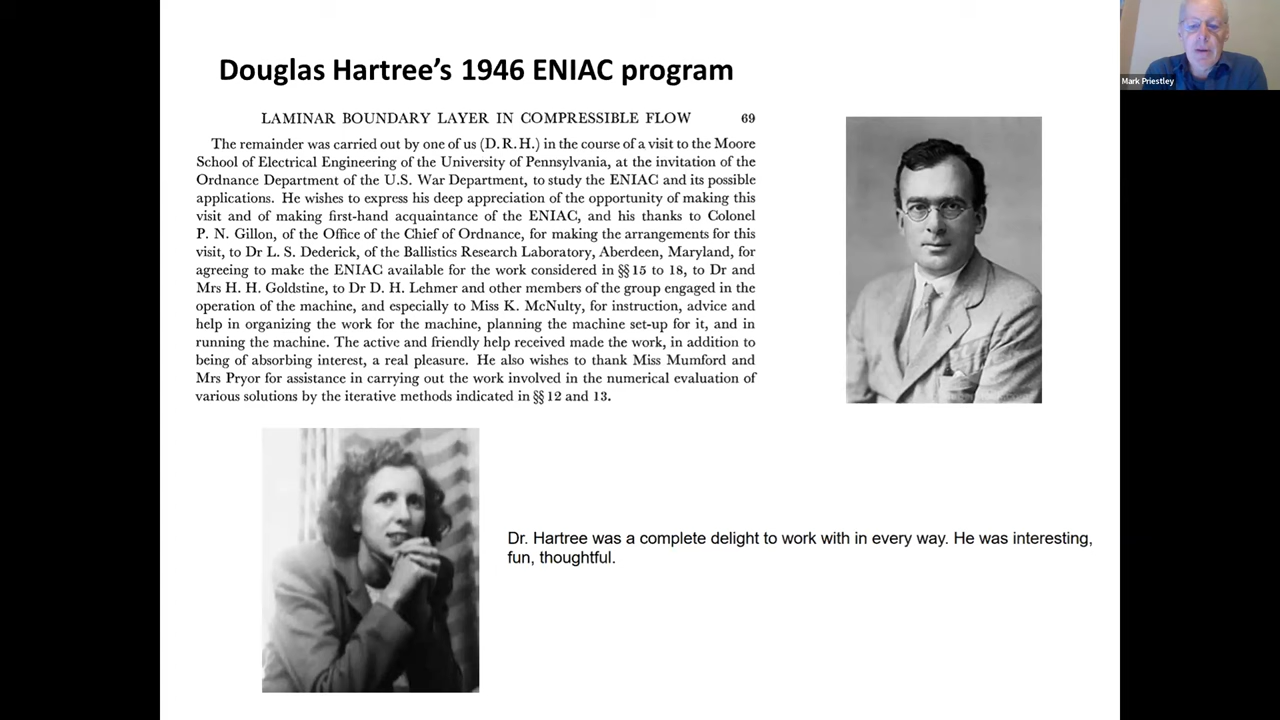 Douglas Hartree’s 1946 ENIAC program
Mark Priestley
LAMINAR BOUNDARY LAYER IN COMPRESSIBLE FLOW 69
The remainder was carried out by one of us (D.R.H.) in the course of a visit to the Moore
School of Electrical Engineering of the University of Pennsylvania, at the invitation of the
Ordnance Department of the U.S. War Department, to study the ENIAC and its possible
applications. He wishes to express his deep appreciation of the opportunity of making this
visit and of making first-hand acquaintance of the ENIAC, and his thanks to Colonel
P. N. Gillon, of the Office of the Chief of Ordnance, for making the arrangements for this
visit, to Dr L. S. Dederick, of the Ballistics Research Laboratory, Aberdeen, Maryland, for
agreeing to make the ENIAC available for the work considered in §§ 15 to 18, to Dr and
Mrs H. H. Goldstine, to Dr D. H. Lehmer and other members of the group engaged in the
operation of the machine, and especially to Miss K. McNulty, for instruction, advice and
help in organizing the work for the machine, planning the machine set-up for it, and in
running the machine. The active and friendly help received made the work, in addition to
being of absorbing interest, a real pleasure. He also wishes to thank Miss Mumford and
Mrs Pryor for assistance in carrying out the work involved in the numerical evaluation of
various solutions by the iterative methods indicated in §§ 12 and 13.
Dr. Hartree was a complete delight to work with in every way. He was interesting,
fun, thoughtful.